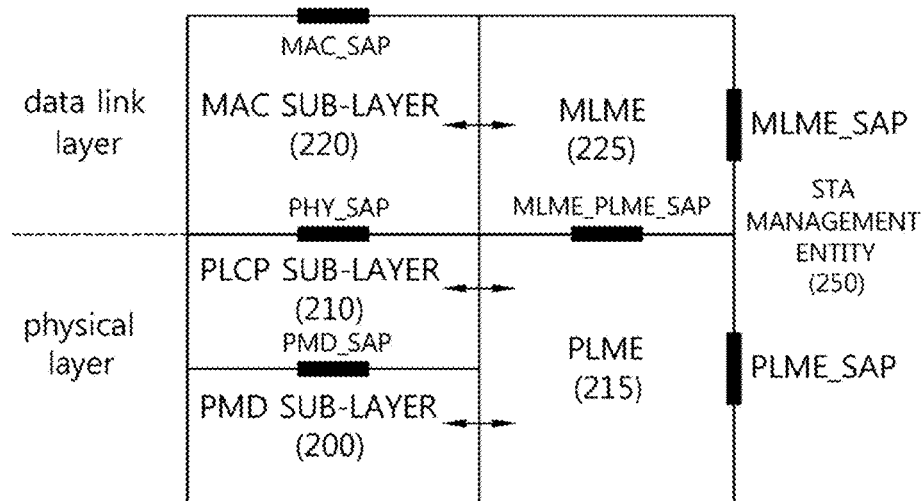 MAC_SAP
data link
layer
MAC SUB-LAYER
(220)
MLME
(225)
MLME_SAP
PHY_SAP
MLME_PLME_SAP
STA
MANAGEMENT
ENTITY
(250)
PLCP SUB-LAYER
(210)
physical
layer
PMD_SAP
PMD SUB-LAYER
(200)
PLME
(215)
PLME_SAP